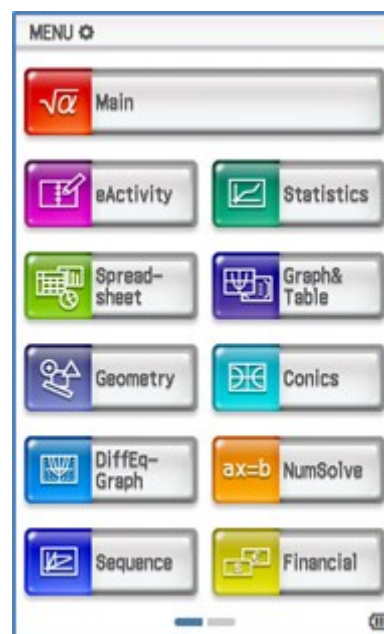 MENU
√α Main
eActivity
Statistics
Spread-
sheet
Graph&
Table
Geometry
Conics
DiffEq-
Graph
ax=b NumSolve
Sequence
Financial